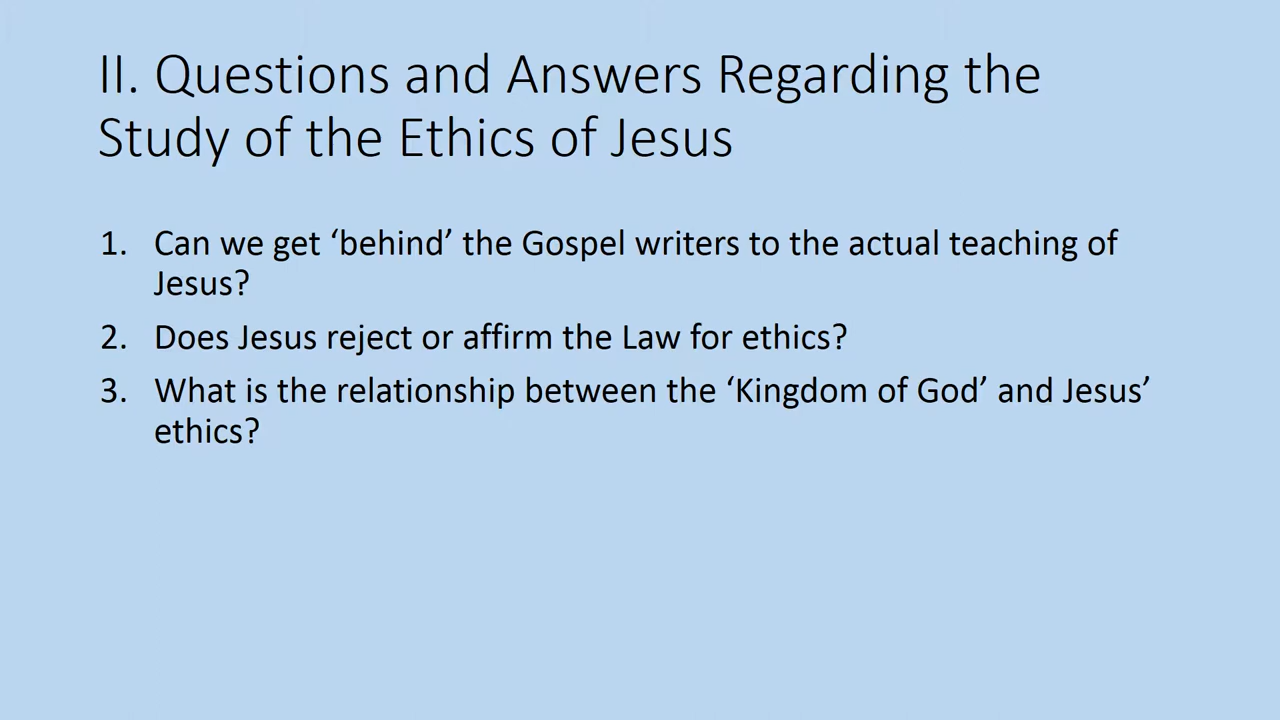 II. Questions and Answers Regarding the
Study of the Ethics of Jesus
1. Can we get ‘behind’ the Gospel writers to the actual teaching of
Jesus?
2. Does Jesus reject or affirm the Law for ethics?
3. What is the relationship between the ‘Kingdom of God’ and Jesus’
ethics?